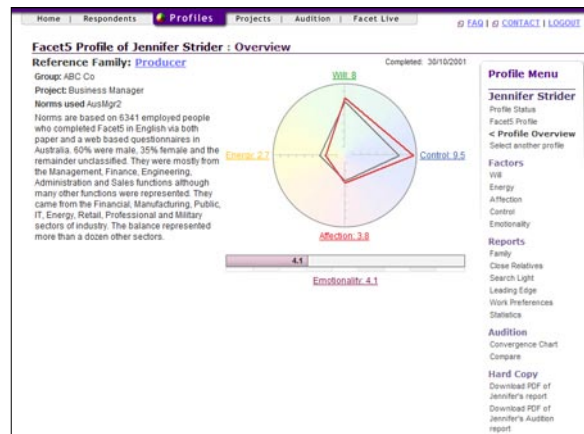 Home | Respondents | Profiles | Projects | Audition | Facet Live
FAQ | CONTACT | LOGOUT
Facet5 Profile of Jennifer Strider : Overview
Reference Family: Producer
Completed: 30/10/2001
Group: ABC Co
Project: Business Manager
Norms used AusMgr2
Norms are based on 6341 employed people
who completed Facet5 in English via both
paper and a web based questionnaires in
Australia. 60% were male, 35% female and the
remainder unclassified. They were mostly from
the Management, Finance, Engineering,
Administration and Sales functions although
many other functions were represented. They
came from the Financial, Manufacturing, Public,
IT, Energy, Retail, Professional and Military
sectors of industry. The balance represented
more than a dozen other sectors.
Will: 8
Energy: 2.7
Control: 9.5
Affection: 3.8
4.1
Emotionality: 4.1
Profile Menu
Jennifer Strider
Profile Status
Facet5 Profile
< Profile Overview
Select another profile
Factors
Will
Energy
Affection
Control
Emotionality
Reports
Family
Close Relatives
Search Light
Leading Edge
Work Preferences
Statistics
Audition
Convergence Chart
Compare
Hard Copy
Download PDF of
Jennifer's report
Download PDF of
Jennifer's Audition
report